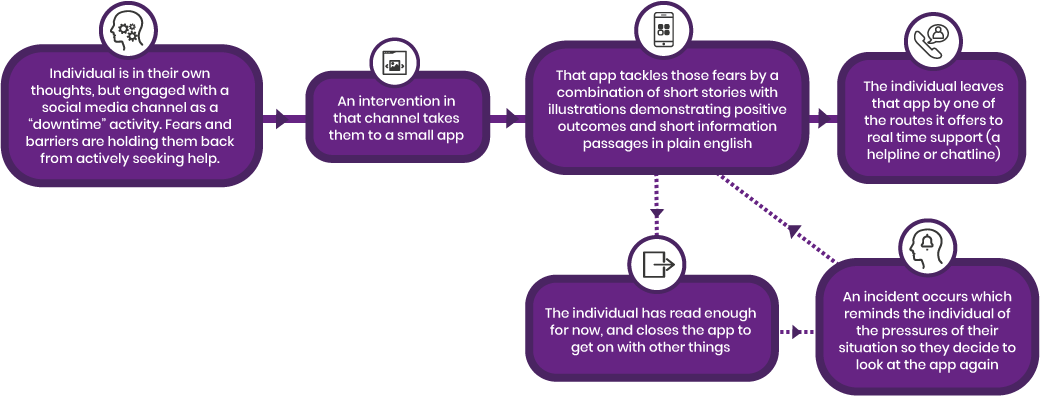 Individual is in their own
thoughts, but engaged with a
social media channel as a
“downtime” activity. Fears and
barriers are holding them back
from actively seeking help.
An intervention in
that channel takes
them to a small app
That app tackles those fears by a
combination of short stories with
illustrations demonstrating positive
outcomes and short information
passages in plain english
The individual leaves
that app by one of
the routes it offers to
real time support (a
helpline or chatline)
The individual has read enough
for now, and closes the app to
get on with other things
An incident occurs which
reminds the individual of
the pressures of their
situation so they decide to
look at the app again